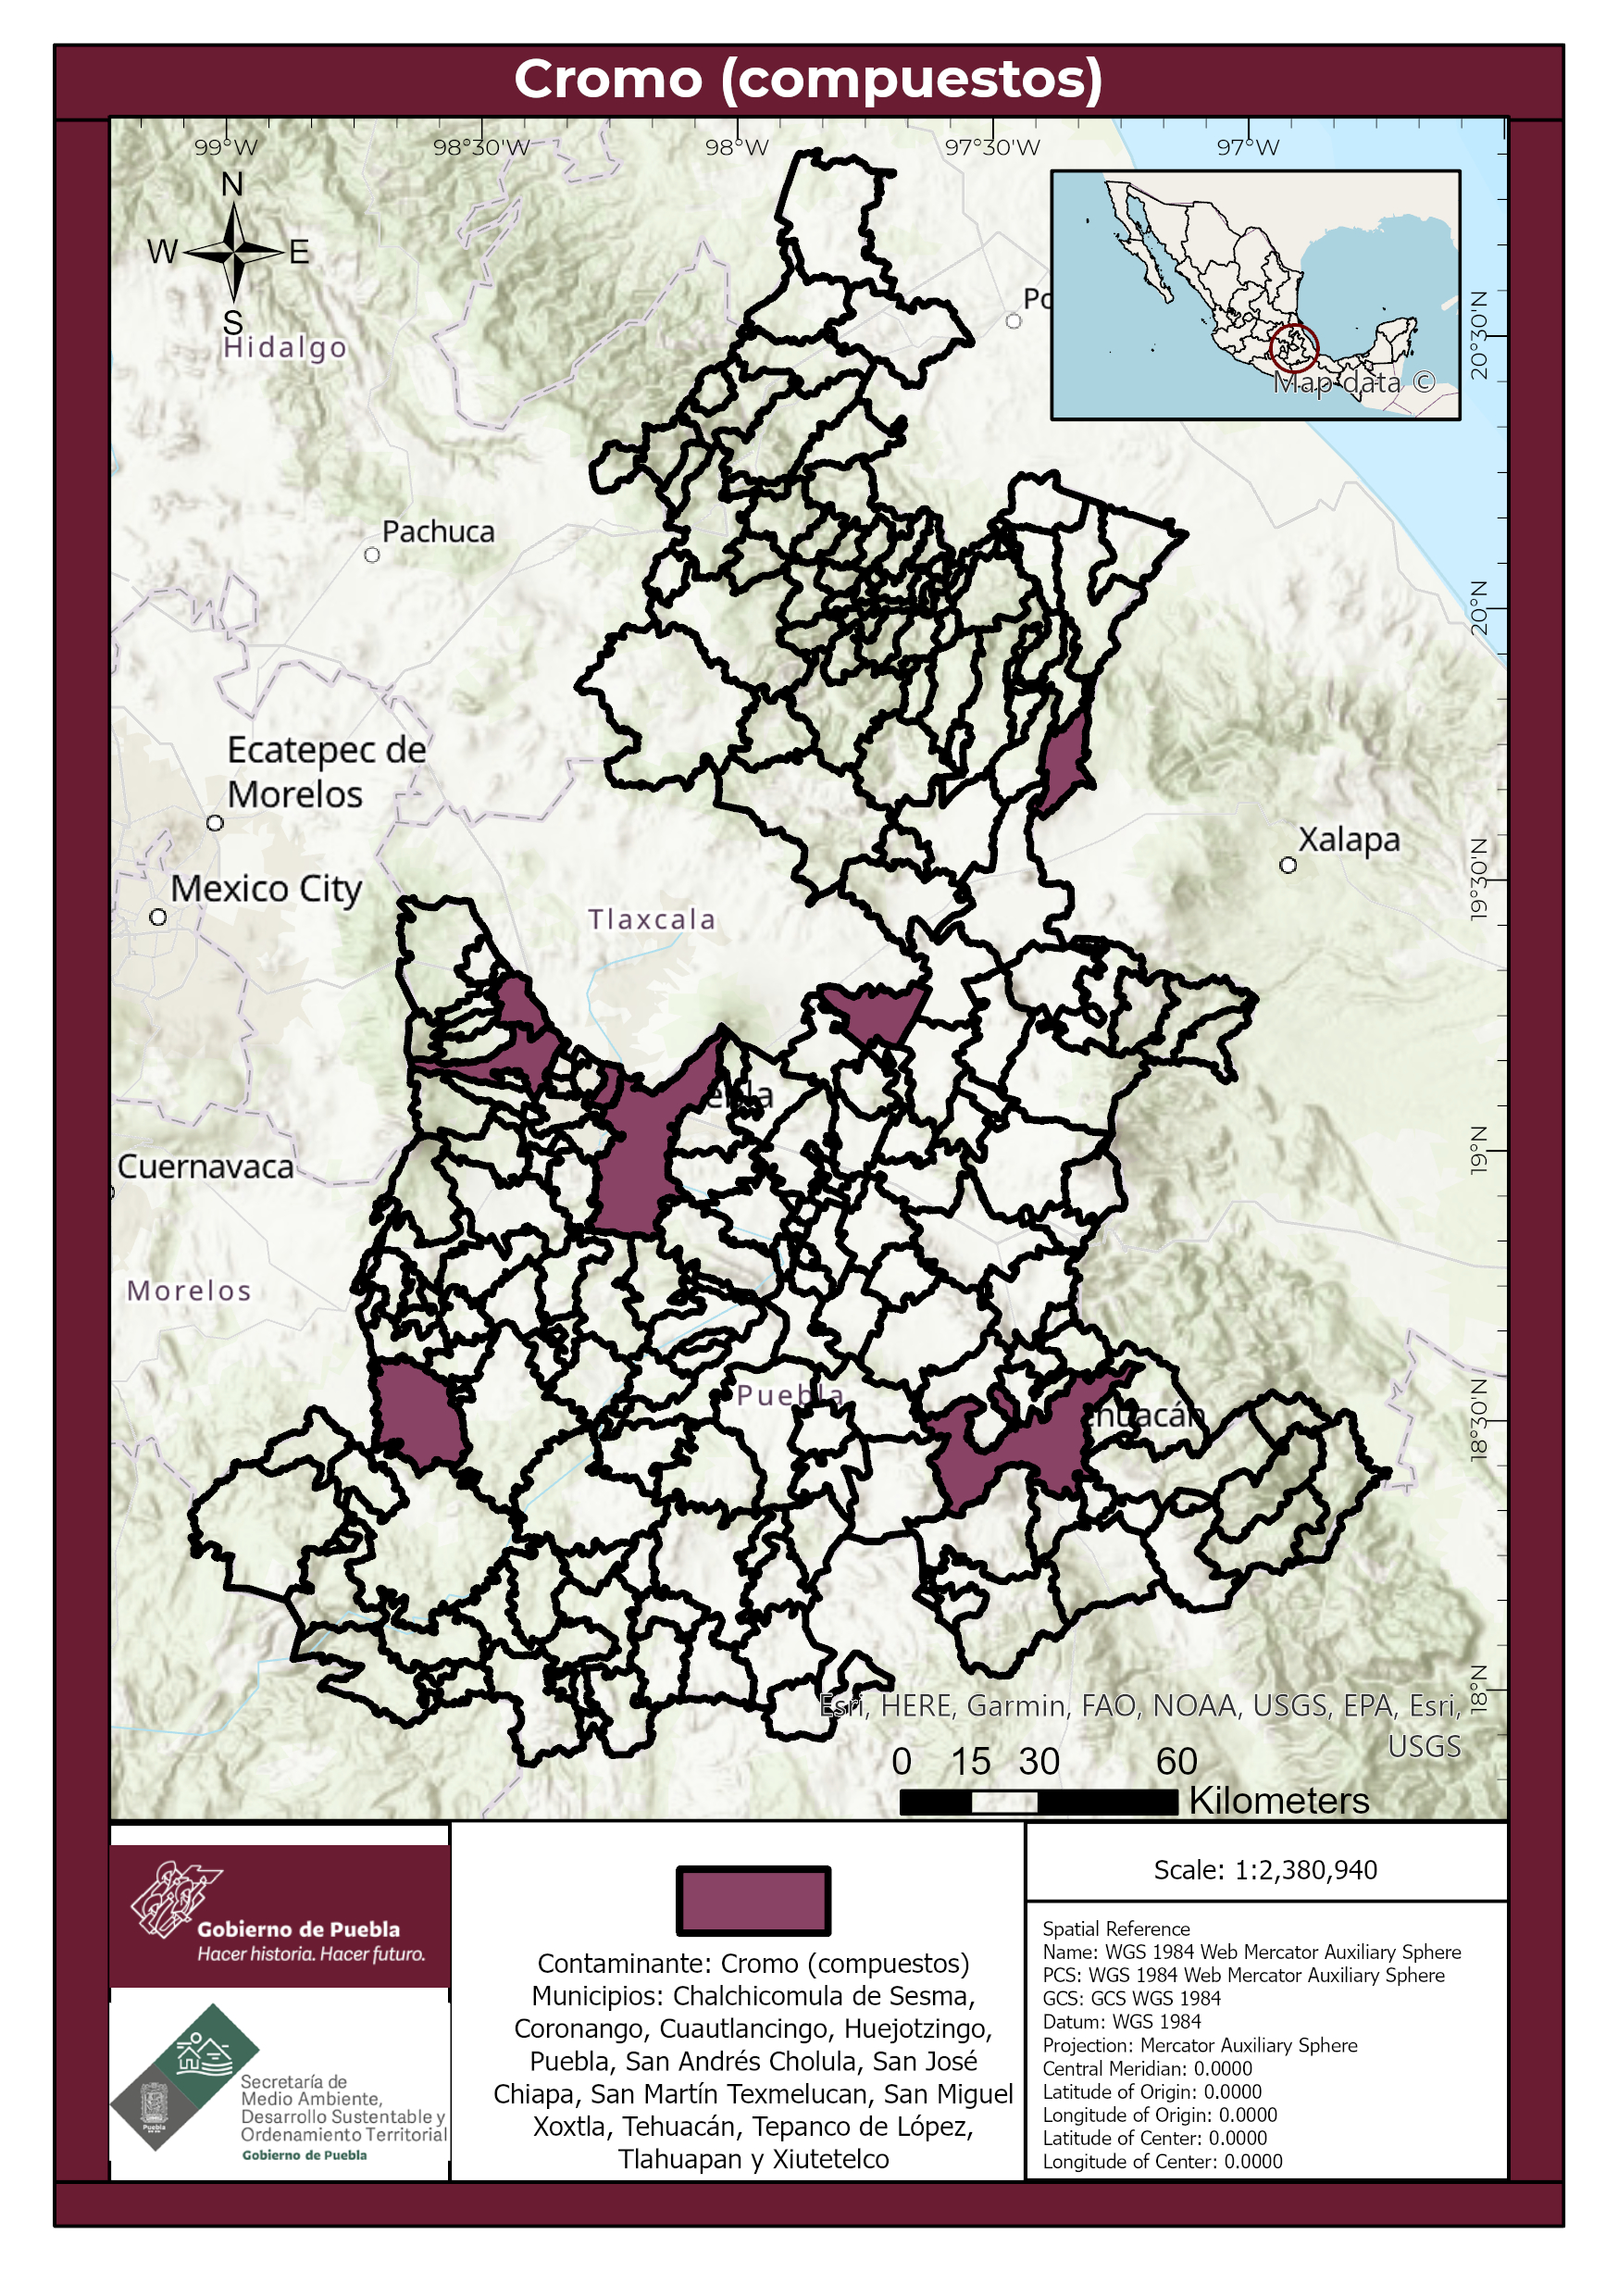 Cromo (compuestos)
99°W
98°30'W
98°W
97°30'W
97°W
N
W
E
S
Hidalgo
Po
Map data ©
20°30'N
Pachuca
20°N
Ecatepec de
Morelos
Xalapa
Mexico City
19°30'N
Tlaxcala
ebla
Cuernavaca
19°N
Morelos
Puebla
huacán
18°30'N
18°N
Esri, HERE, Garmin, FAO, NOAA, USGS, EPA, Esri,
USGS
0 15 30 60
Kilometers
Gobierno de Puebla
Hacer historia. Hacer futuro.
Puebla
Secretaría de
Medio Ambiente,
Desarrollo Sustentable y
Ordenamiento Territorial
Gobierno de Puebla
Contaminante: Cromo (compuestos)
Municipios: Chalchicomula de Sesma,
Coronango, Cuautlancingo, Huejotzingo,
Puebla, San Andrés Cholula, San José
Chiapa, San Martín Texmelucan, San Miguel
Xoxtla, Tehuacán, Tepanco de López,
Tlahuapan y Xiutetelco
Scale: 1:2,380,940
Spatial Reference
Name: WGS 1984 Web Mercator Auxiliary Sphere
PCS: WGS 1984 Web Mercator Auxiliary Sphere
GCS: GCS WGS 1984
Datum: WGS 1984
Projection: Mercator Auxiliary Sphere
Central Meridian: 0.0000
Latitude of Origin: 0.0000
Longitude of Origin: 0.0000
Latitude of Center: 0.0000
Longitude of Center: 0.0000